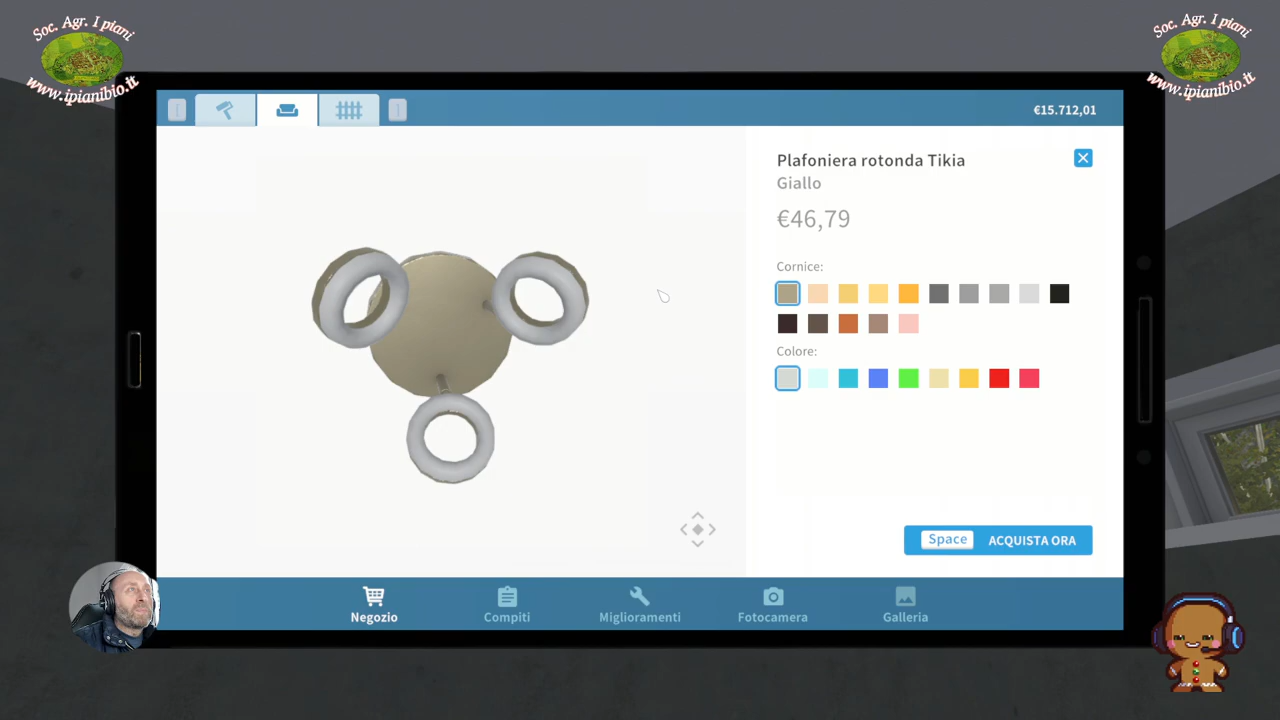 Soc. Agr. I piani
www.ipianibio.it
Soc. Agr. I piani
www.ipianibio.it
€15.712,01
Plafoniera rotonda Tikia
Giallo
€46,79
Cornice:
Colore:
Space ACQUISTA ORA
Negozio
Compiti
Miglioramenti
Fotocamera
Galleria